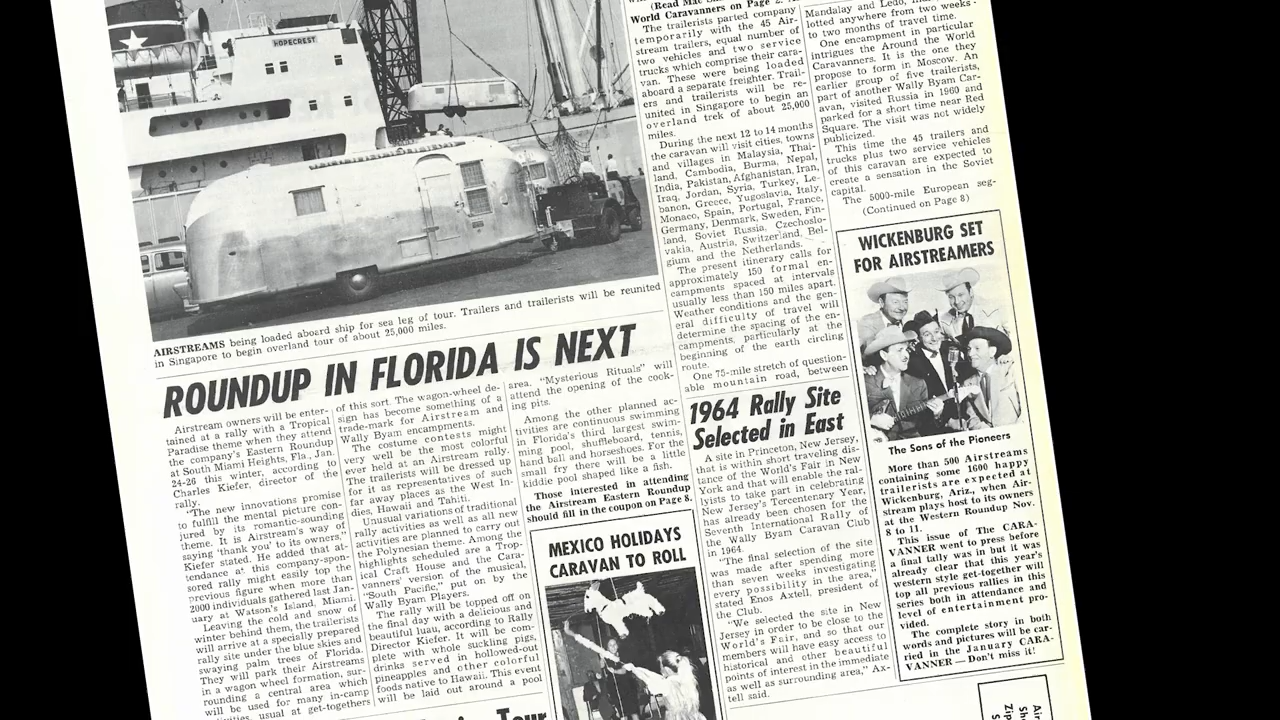 HOPECREST
AIRSTREAMS being loaded aboard ship for sea leg of tour. Trailers and trailerists will be reunited
in Singapore to begin overland tour of about 25,000 miles.
ROUNDUP IN FLORIDA IS NEXT
Airstream owners will be enter-
tained at a rally with a Tropical
Paradise theme when they attend
the company's Eastern Roundup
at South Miami Heights, Fla., Jan.
24-26 this winter, according to
Charles Kiefer, director of the
rally.
"The new innovations promise
to fulfill the mental picture con-
jured by its romantic-sounding
theme. It is Airstream's way of
saying 'thank you' to its owners,"
Kiefer stated. He added that at-
tendance at this company-spon-
sored rally might easily top the
previous figure when more than
2000 individuals gathered last Jan-
uary at Watson's Island, Miami.
Leaving the cold and snow of
winter behind them, the trailerists
will arrive at a specially prepared
rally site under the blue skies and
swaying palm trees of Florida.
They will park their Airstreams
in a wagon wheel formation, sur-
rounding a central area which
will be used for many in-camp
activities, usual at get-togethers
of this sort. The wagon-wheel de-
sign has become something of a
trade-mark for Airstream and
Wally Byam encampments.
The costume contests might
very well be the most colorful
ever held at an Airstream rally.
The trailerists will be dressed up
for it as representatives of such
far away places as the West In-
dies, Hawaii and Tahiti.
Unusual variations of traditional
rally activities as well as all new
activities are planned to carry out
the Polynesian theme. Among the
highlights scheduled are a Trop-
ical Craft House and the Cara-
vanners' version of the musical,
"South Pacific," put on by the
Wally Byam Players.
The rally will be topped off on
the final day with a delicious and
beautiful luau, according to Rally
Director Kiefer. It will be com-
plete with whole suckling pigs,
drinks served in hollowed-out
pineapples and other colorful
foods native to Hawaii. This event
will be laid out around a pool
area. "Mysterious Rituals" will
attend the opening of the cook-
ing pits.
Among the other planned ac-
tivities are continuous swimming
in Florida's third largest swim-
ming pool, shuffleboard, tennis,
hand ball and horseshoes. For the
small fry there will be a little
kiddie pool shaped like a fish.
Those interested in attending
the Airstream Eastern Roundup
should fill in the coupon on Page 8.
MEXICO HOLIDAYS
CARAVAN TO ROLL
Tour
(Read Mac
World Caravanners on Page 2.
The trailerists parted company
temporarily with the 45 Air-
stream trailers, equal number of
two vehicles and two service
trucks which comprise their cara-
van. These were being loaded
aboard a separate freighter. Trail-
ers and trailerists will be re-
united in Singapore to begin an
overland trek of about 25,000
miles.
During the next 12 to 14 months
the caravan will visit cities, towns
and villages in Malaysia, Thai-
land, Cambodia, Burma, Nepal,
India, Pakistan, Afghanistan, Iran,
Iraq, Jordan, Syria, Turkey, Le-
banon, Greece, Yugoslavia, Italy,
Monaco, Spain, Portugal, France,
Germany, Denmark, Sweden, Fin-
land, Soviet Russia, Czechoslo-
vakia, Austria, Switzerland, Bel-
gium and the Netherlands.
The present itinerary calls for
approximately 150 formal en-
campments spaced at intervals
usually less than 150 miles apart.
Weather conditions and the gen-
eral difficulty of travel will
determine the spacing of the en-
campments, particularly at the
beginning of the earth circling
route.
One 75-mile stretch of question-
able mountain road, between
1964 Rally Site
Selected in East
A site in Princeton, New Jersey,
that is within short traveling dis-
tance of the World's Fair in New
York and that will enable the ral-
lyists to take part in celebrating
New Jersey's Tercentenary Year,
has already been chosen for the
Seventh International Rally of
the Wally Byam Caravan Club
in 1964.
"The final selection of the site
was made after spending more
than seven weeks investigating
every possibility in the area,"
stated Enos Axtell, president of
the Club.
"We selected the site in New
Jersey in order to be close to the
World's Fair, and so that our
members will have easy access to
historical and other beautiful
points of interest in the immediate
as well as surrounding area," Ax-
tell said.
Mandalay and Ledo,
lotted anywhere from two weeks
to two months of travel time.
One encampment in particular
intrigues the Around the World
Caravanners. It is the one they
propose to form in Moscow. An
earlier group of five trailerists,
part of another Wally Byam Car-
avan, visited Russia in 1960 and
parked for a short time near Red
Square. The visit was not widely
publicized.
This time the 45 trailers and
trucks plus two service vehicles
of this caravan are expected to
create a sensation in the Soviet
capital.
The 5000-mile European seg-
(Continued on Page 8)
WICKENBURG SET
FOR AIRSTREAMERS
The Sons of the Pioneers
More than 500 Airstreams
containing some 1600 happy
trailerists are expected at
Wickenburg, Ariz., when Air-
stream plays host to its owners
at the Western Roundup Nov.
8 to 11.
This issue of The CARA-
VANNER went to press before
a final tally was in but it was
already clear that this year's
western style get-together will
top all previous rallies in this
series both in attendance and
level of entertainment pro-
vided.
The complete story in both
words and pictures will be car-
ried in the January CARA-
VANNER — Don't miss it!